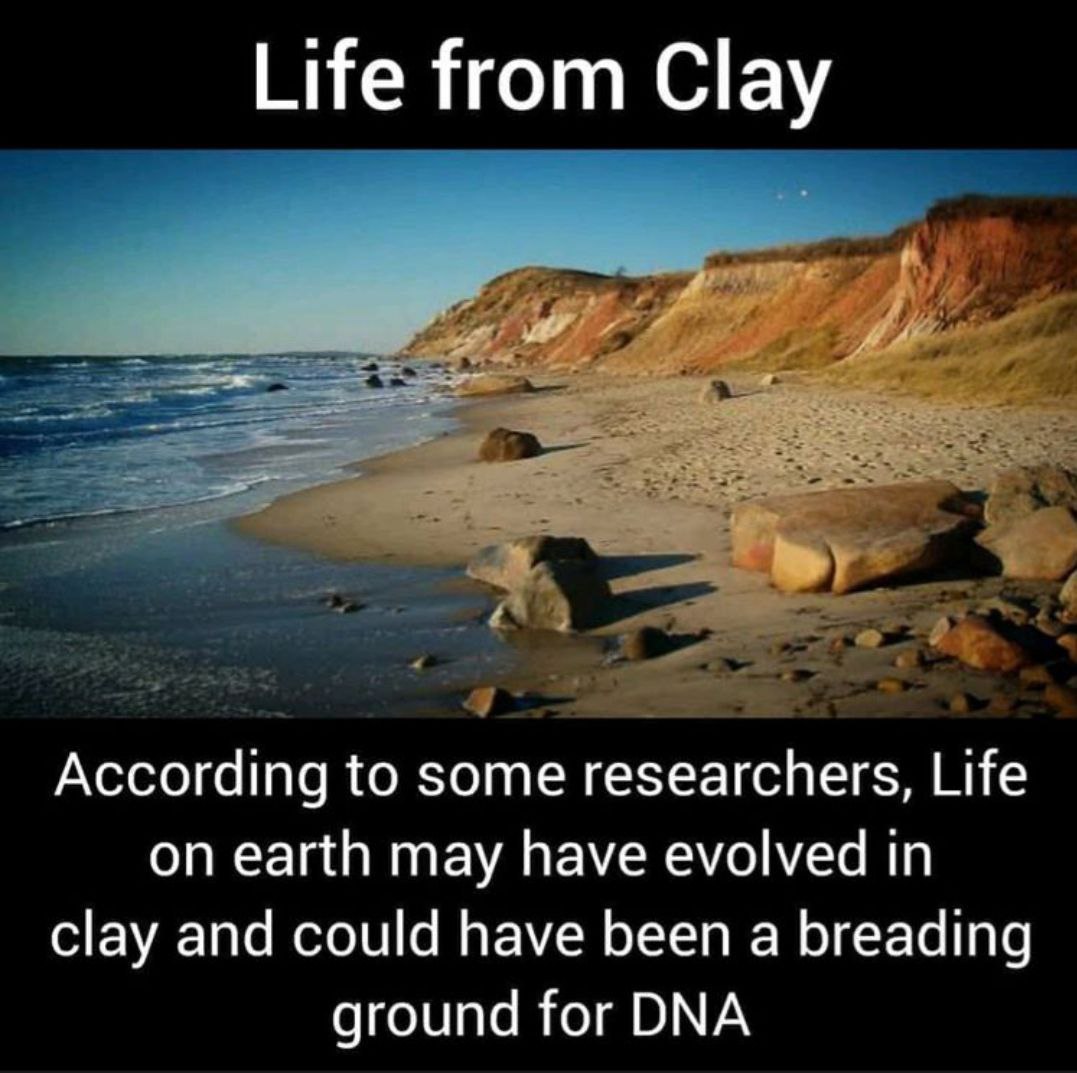 Life from Clay
According to some researchers, Life
on earth may have evolved in
clay and could have been a breading
ground for DNA